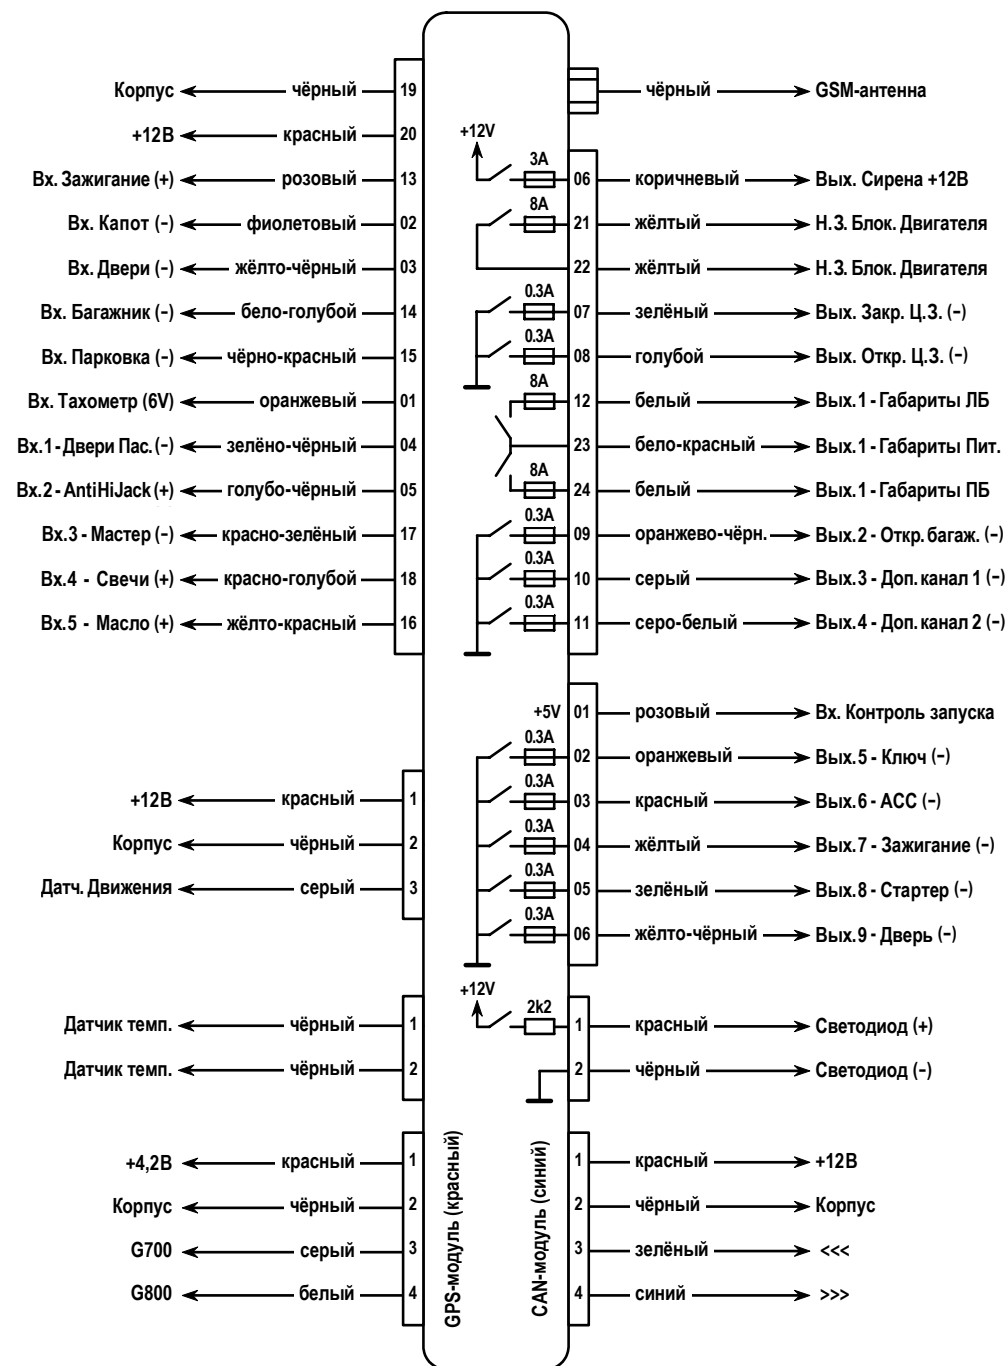 Корпус чёрный 19
+12В красный 20
Вх. Зажигание (+) розовый 13
Вх. Капот (–) фиолетовый 02
Вх. Двери (–) жёлто-чёрный 03
Вх. Багажник (–) бело-голубой 14
Вх. Парковка (–) чёрно-красный 15
Вх. Тахометр (6V) оранжевый 01
Вх.1-Двери Пас. (–) зелёно-чёрный 04
Вх.2-AntiHiJack (+) голубо-чёрный 05
Вх.3 - Мастер (–) красно-зелёный 17
Вх.4 - Свечи (+) красно-голубой 18
Вх.5 - Масло (+) жёлто-красный 16
чёрный GSM-антенна
+12V
3A 06 коричневый Вых. Сирена +12В
8A 21 жёлтый Н.З. Блок. Двигателя
22 жёлтый Н.З. Блок. Двигателя
0.3A 07 зелёный Вых. Закр. Ц.З. (–)
0.3A 08 голубой Вых. Откр. Ц.З. (–)
8A 12 белый Вых.1 - Габариты ЛБ
23 бело-красный Вых.1 - Габариты Пит.
8A 24 белый Вых.1 - Габариты ПБ
0.3A 09 оранжево-чёрн. Вых.2 - Откр. багаж. (–)
0.3A 10 серый Вых.3 - Доп. канал 1 (–)
0.3A 11 серо-белый Вых.4 - Доп. канал 2 (–)
+5V 01 розовый Вх. Контроль запуска
0.3A 02 оранжевый Вых.5 - Ключ (–)
0.3A 03 красный Вых.6 - АСС (–)
0.3A 04 жёлтый Вых.7 - Зажигание (–)
0.3A 05 зелёный Вых.8 - Стартер (–)
0.3A 06 жёлто-чёрный Вых.9 - Дверь (–)
+12В красный 1
Корпус чёрный 2
Датч. Движения серый 3
Датчик темп. чёрный 1
Датчик темп. чёрный 2
+12V
2k2 1 красный Светодиод (+)
2 чёрный Светодиод (–)
+4,2В красный 1
Корпус чёрный 2
G700 серый 3
G800 белый 4
GPS-модуль (красный)
CAN-модуль (синий)
1 красный +12В
2 чёрный Корпус
3 зелёный <<<
4 синий >>>